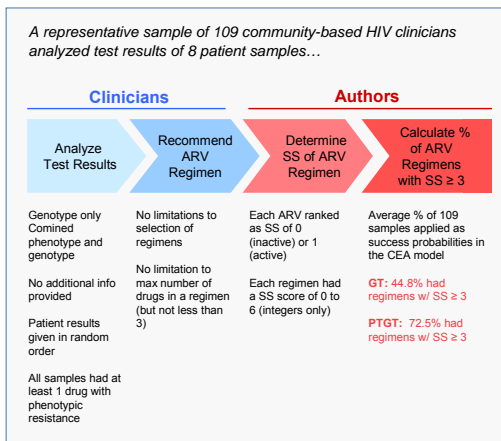 A representative sample of 109 community-based HIV clinicians
analyzed test results of 8 patient samples…
Clinicians
Authors
Analyze
Test Results
Recommend
ARV
Regimen
Determine
SS of ARV
Regimen
Calculate %
of ARV
Regimens
with SS ≥ 3
Genotype only
Comined
phenotype and
genotype
No additional info
provided
Patient results
given in random
order
All samples had at
least 1 drug with
phenotypic
resistance
No limitations to
selection of
regimens
No limitation to
max number of
drugs in a regimen
(but not less than
3)
Each ARV ranked
as SS of 0
(inactive) or 1
(active)
Each regimen had
a SS score of 0 to
6 (integers only)
Average % of 109
samples applied as
success probabilities in
the CEA model
GT: 44.8% had
regimens w/ SS ≥ 3
PTGT: 72.5% had
regimens w/ SS ≥ 3